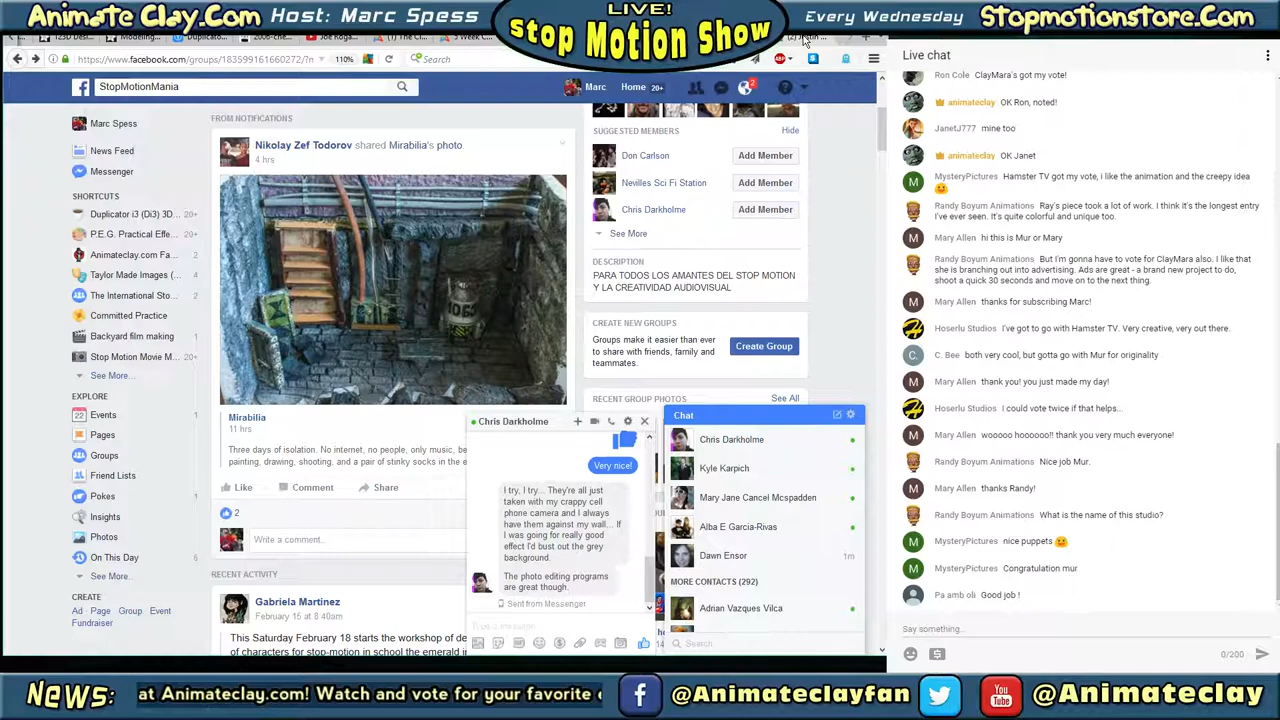 Animate Clay.Com Host: Marc Spess
LIVE!
Stop Motion Show
Every Wednesday Stopmotionstore.Com
https://www.facebook.com/groups/183599161660272/?n
110%
Search
StopMotionMania
Marc
Home 20+
2
Marc Spess
News Feed
Messenger
SHORTCUTS
Duplicator i3 (Di3) 3D... 20+
P.E.G. Practical Effe... 20+
Animateclay.com Fa... 2
Taylor Made Images (... 4
The International Sto... 2
Committed Practice
Backyard film making 1
Stop Motion Movie M... 20+
See More...
EXPLORE
Events
22
Pages
Groups
Friend Lists
Pokes
Insights
Photos
On This Day
See More...
CREATE
Ad Page Group Event
Fundraiser
FROM NOTIFICATIONS
Nikolay Zef Todorov shared Mirabilia's photo
4 hrs
Mirabilia
11 hrs
Three days of isolation. No internet, no people, only music, be
painting, drawing, shooting, and a pair of stinky socks in the e
Like Comment Share
2
Write a comment...
RECENT ACTIVITY
Gabriela Martinez
February 16 at 8:40am
This Saturday February 18 starts the workshop of de
of characters for stop-motion in school the emerald i
SUGGESTED MEMBERS Hide
Don Carlson Add Member
Nevilles Sci Fi Station Add Member
Chris Darkholme Add Member
See More
DESCRIPTION
PARA TODOS LOS AMANTES DEL STOP MOTION
Y LA CREATIVIDAD AUDIOVISUAL
CREATE NEW GROUPS
Groups make it easier than ever
to share with friends, family and
teammates.
Create Group
RECENT GROUP PHOTOS See All
Chris Darkholme
Very nice!
I try, I try... They're all just
taken with my crappy cell
phone camera and I always
have them against my wall... If
I was going for really good
effect I'd bust out the grey
background.
The photo editing programs
are great though.
Sent from Messenger
Type a message...
Chat
Chris Darkholme
Kyle Karpich
Mary Jane Cancel Mcspadden
Alba E Garcia-Rivas
Dawn Ensor 1m
MORE CONTACTS (292)
Adrian Vazques Vilca
Search
Live chat
Ron Cole ClayMara's got my vote!
animateclay OK Ron, noted!
JanetJ777 mine too
animateclay OK Janet
MysteryPictures Hamster TV got my vote, i like the animation and the creepy idea
Randy Boyum Animations Ray's piece took a lot of work. I think it's the longest entry
I've ever seen. It's quite colorful and unique too.
Mary Allen hi this is Mur or Mary
Randy Boyum Animations But I'm gonna have to vote for ClayMara also. I like that
she is branching out into advertising. Ads are great - a brand new project to do,
shoot a quick 30 seconds and move on to the next thing.
Mary Allen thanks for subscribing Marc!
Hoserlu Studios I've got to go with Hamster TV. Very creative, very out there.
C. Bee both very cool, but gotta go with Mur for originality
Mary Allen thank you! you just made my day!
Hoserlu Studios I could vote twice if that helps...
Mary Allen wooooo hoooooo!! thank you very much everyone!
Randy Boyum Animations Nice job Mur.
Mary Allen thanks Randy!
Randy Boyum Animations What is the name of this studio?
MysteryPictures nice puppets
MysteryPictures Congratulation mur
Pa amb oli Good job !
Say something...
0/200
News: at Animateclay.com! Watch and vote for your favorite
@Animateclayfan
You Tube
@Animateclay